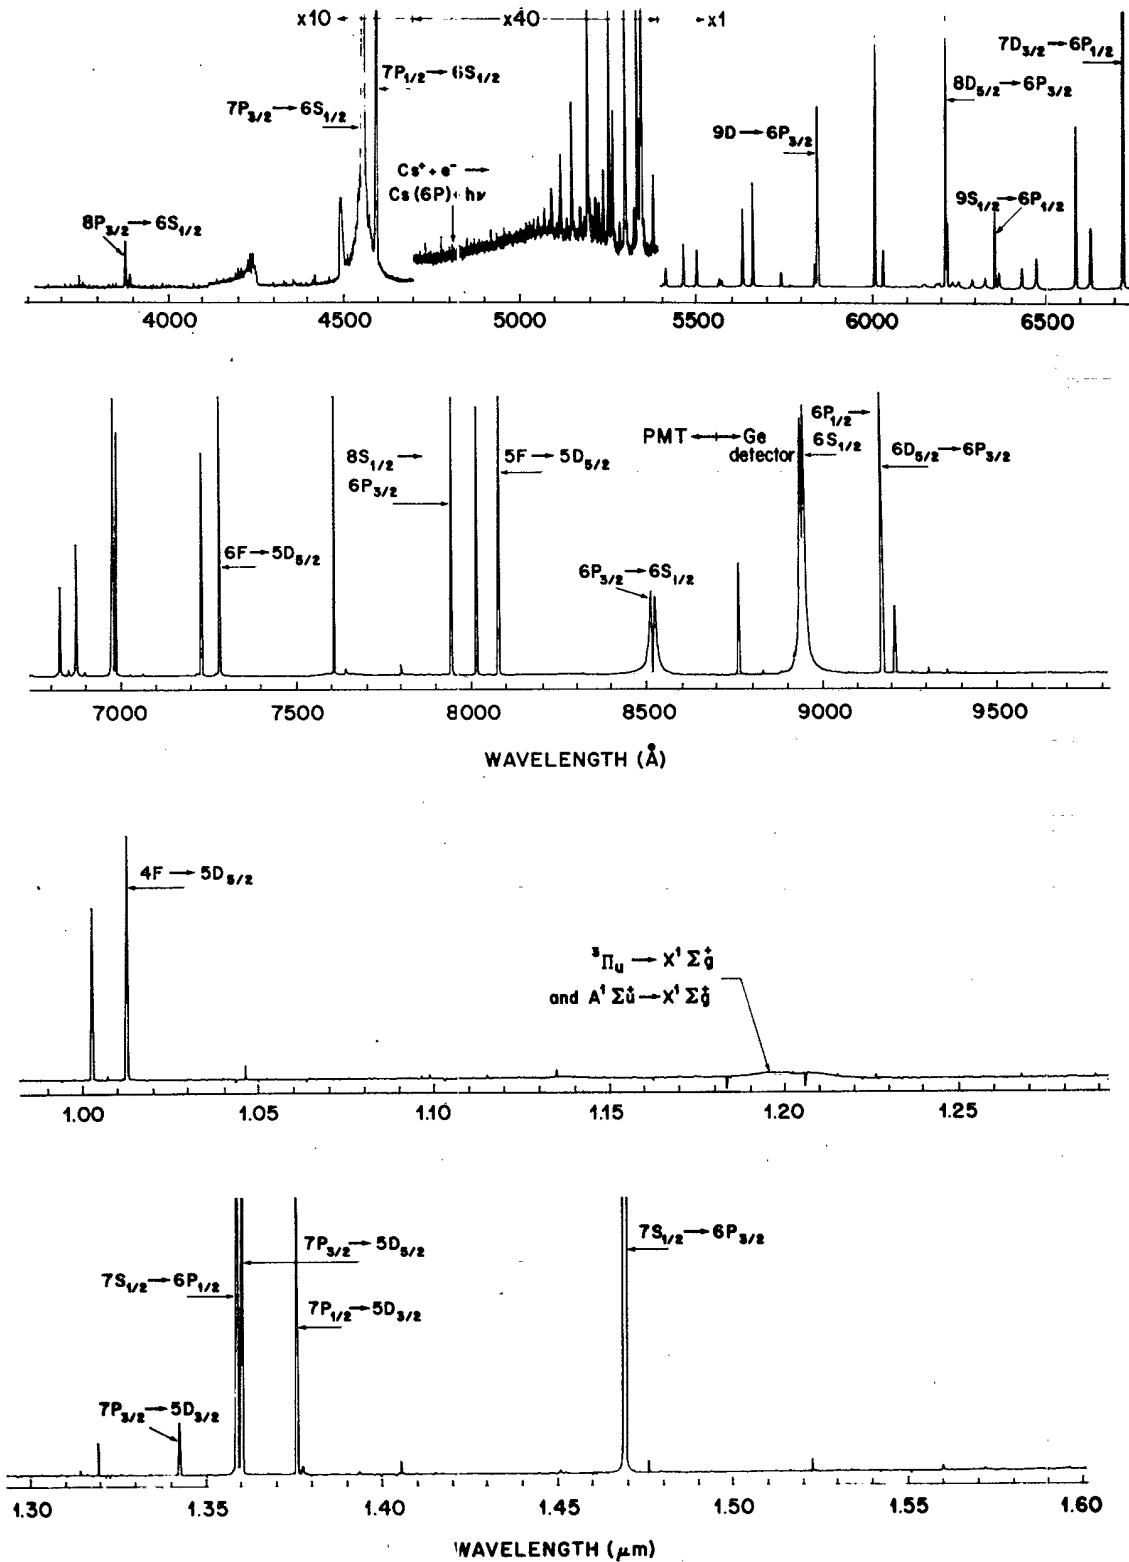 x10 x40 x1
7P₁/₂ → 6S₁/₂
7P₃/₂ → 6S₁/₂
Cs⁺ + e⁻ →
Cs (6P) + hν
8P₃/₂ → 6S₁/₂
7D₃/₂ → 6P₁/₂
8D₅/₂ → 6P₃/₂
9D → 6P₃/₂
9S₁/₂ → 6P₁/₂
4000 4500 5000 5500 6000 6500
8S₁/₂ →
6P₃/₂
5F → 5D₅/₂
PMT ↔ Ge
detector
6P₁/₂ →
6S₁/₂
6D₅/₂ → 6P₃/₂
6F → 5D₅/₂
6P₃/₂ → 6S₁/₂
7000 7500 8000 8500 9000 9500
WAVELENGTH (Å)
4F → 5D₅/₂
³Πu → X¹ Σg⁺
and A¹ Σu⁺ → X¹ Σg⁺
1.00 1.05 1.10 1.15 1.20 1.25
7P₃/₂ → 5D₅/₂
7S₁/₂ → 6P₁/₂
7P₁/₂ → 5D₃/₂
7P₃/₂ → 5D₃/₂
7S₁/₂ → 6P₃/₂
1.30 1.35 1.40 1.45 1.50 1.55 1.60
WAVELENGTH (μm)